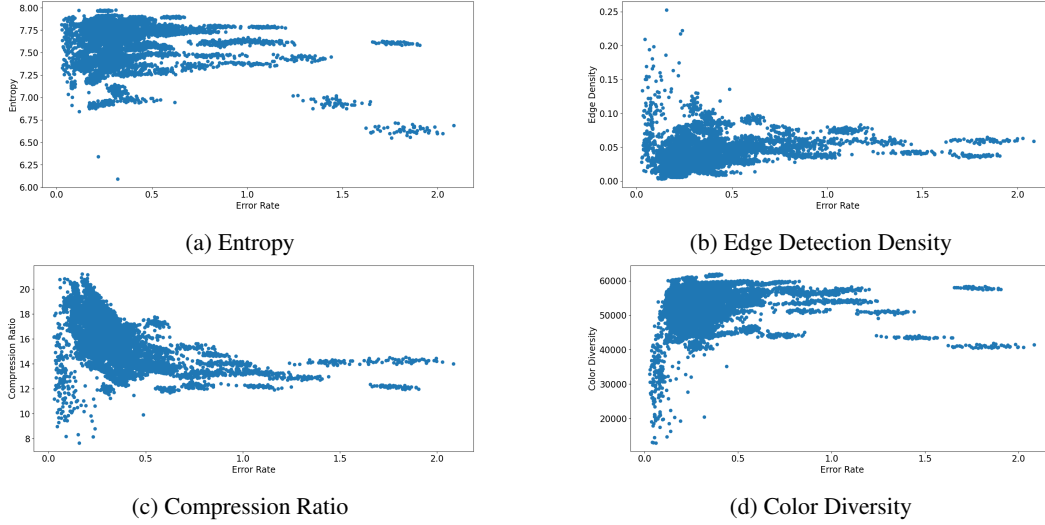 8.00
7.75
7.50
7.25
7.00
6.75
6.50
6.25
6.00
Entropy
0.0 0.5 1.0 1.5 2.0
Error Rate
(a) Entropy
0.25
0.20
0.15
0.10
0.05
0.00
Edge Density
0.0 0.5 1.0 1.5 2.0
Error Rate
(b) Edge Detection Density
20
18
16
14
12
10
8
Compression Ratio
0.0 0.5 1.0 1.5 2.0
Error Rate
(c) Compression Ratio
60000
50000
40000
30000
20000
Color Diversity
0.0 0.5 1.0 1.5 2.0
Error Rate
(d) Color Diversity